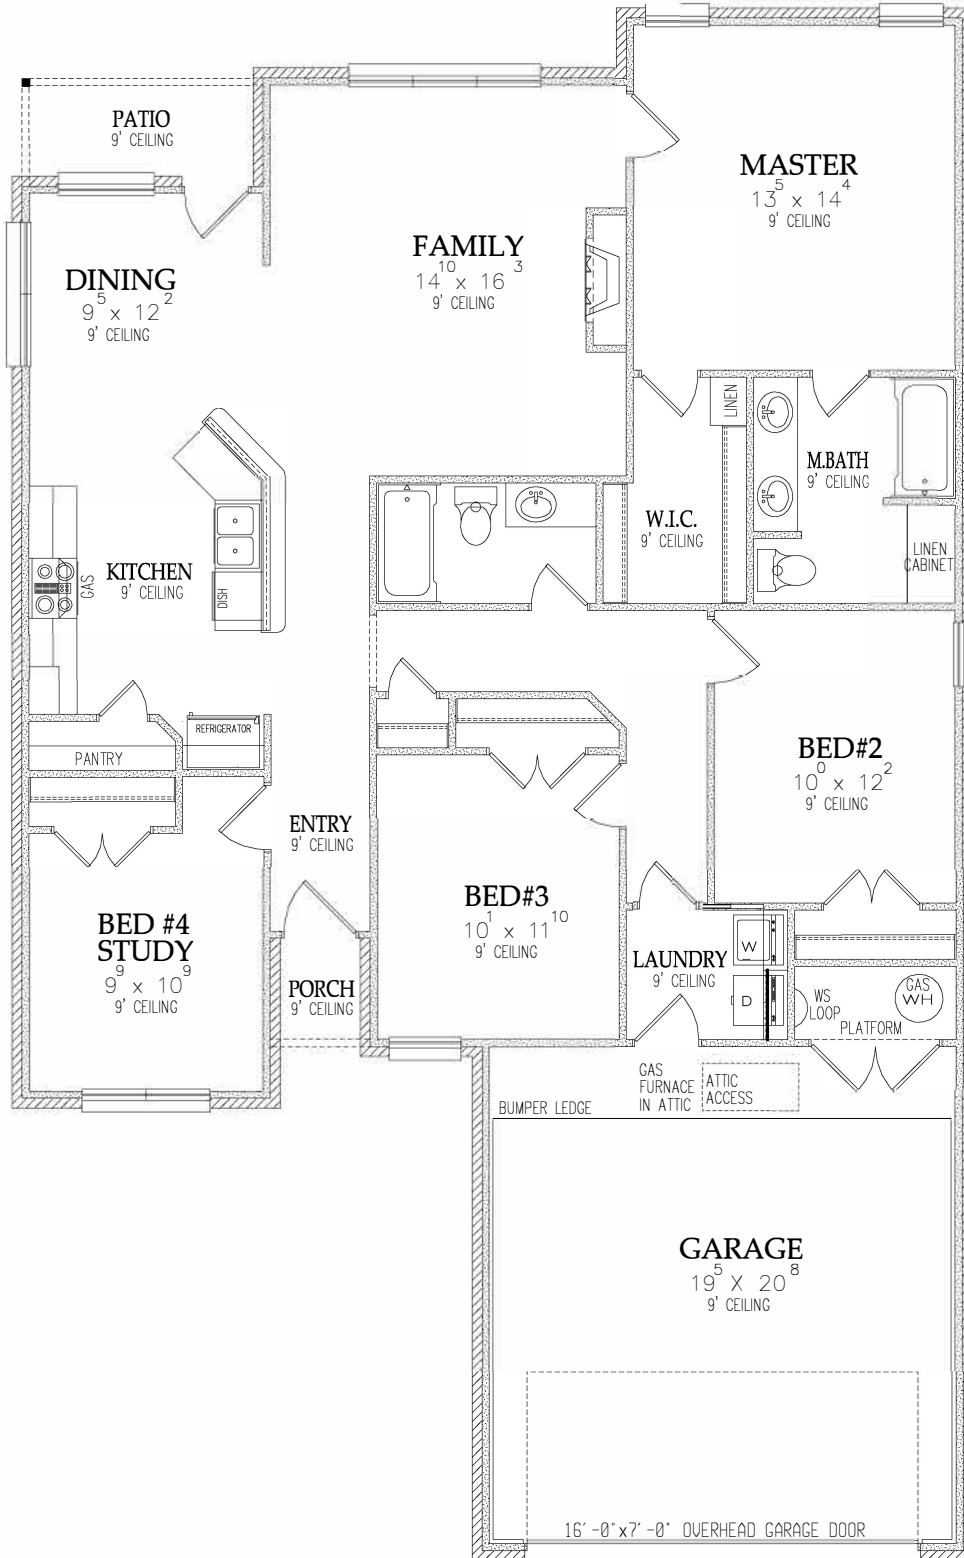 PATIO
9' CEILING
MASTER
13⁵ x 14⁴
9' CEILING
FAMILY
14¹⁰ x 16³
9' CEILING
DINING
9⁵ x 12²
9' CEILING
LINEN
M.BATH
9' CEILING
W.I.C.
9' CEILING
LINEN
CABINET
KITCHEN
9' CEILING
GAS
DISH
REFRIGERATOR
PANTRY
BED#2
10⁰ x 12²
9' CEILING
ENTRY
9' CEILING
BED#3
10¹ x 11¹⁰
9' CEILING
BED #4
STUDY
9⁹ x 10⁹
9' CEILING
PORCH
9' CEILING
LAUNDRY
9' CEILING
W
D
WS
LOOP
GAS
WH
PLATFORM
GAS
FURNACE
IN ATTIC
ATTIC
ACCESS
BUMPER LEDGE
GARAGE
19⁵ X 20⁸
9' CEILING
16'-0"x7'-0" OVERHEAD GARAGE DOOR